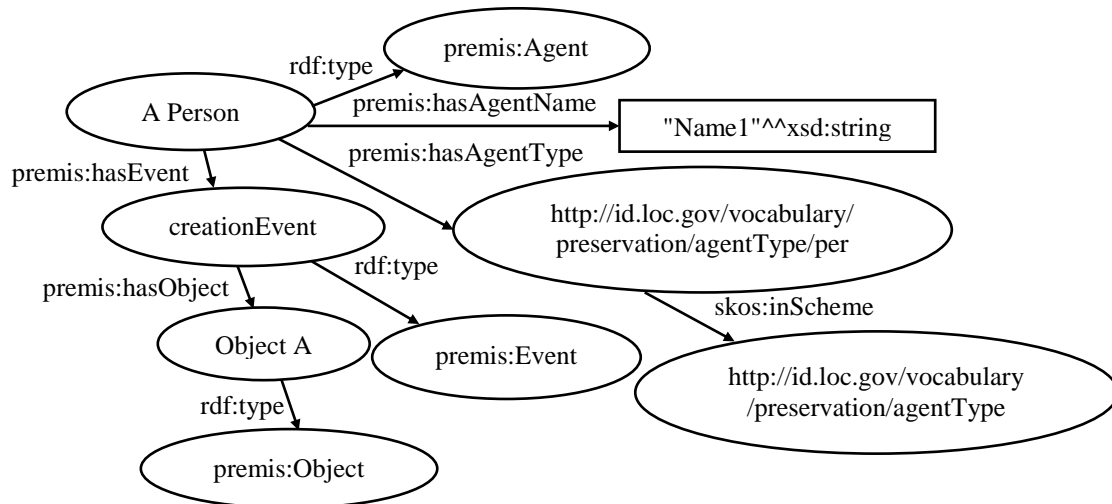 premis:Agent
rdf:type
A Person
premis:hasAgentName
"Name1"^^xsd:string
premis:hasAgentType
premis:hasEvent
http://id.loc.gov/vocabulary/
preservation/agentType/per
creationEvent
rdf:type
premis:hasObject
skos:inScheme
Object A
premis:Event
http://id.loc.gov/vocabulary
/preservation/agentType
rdf:type
premis:Object